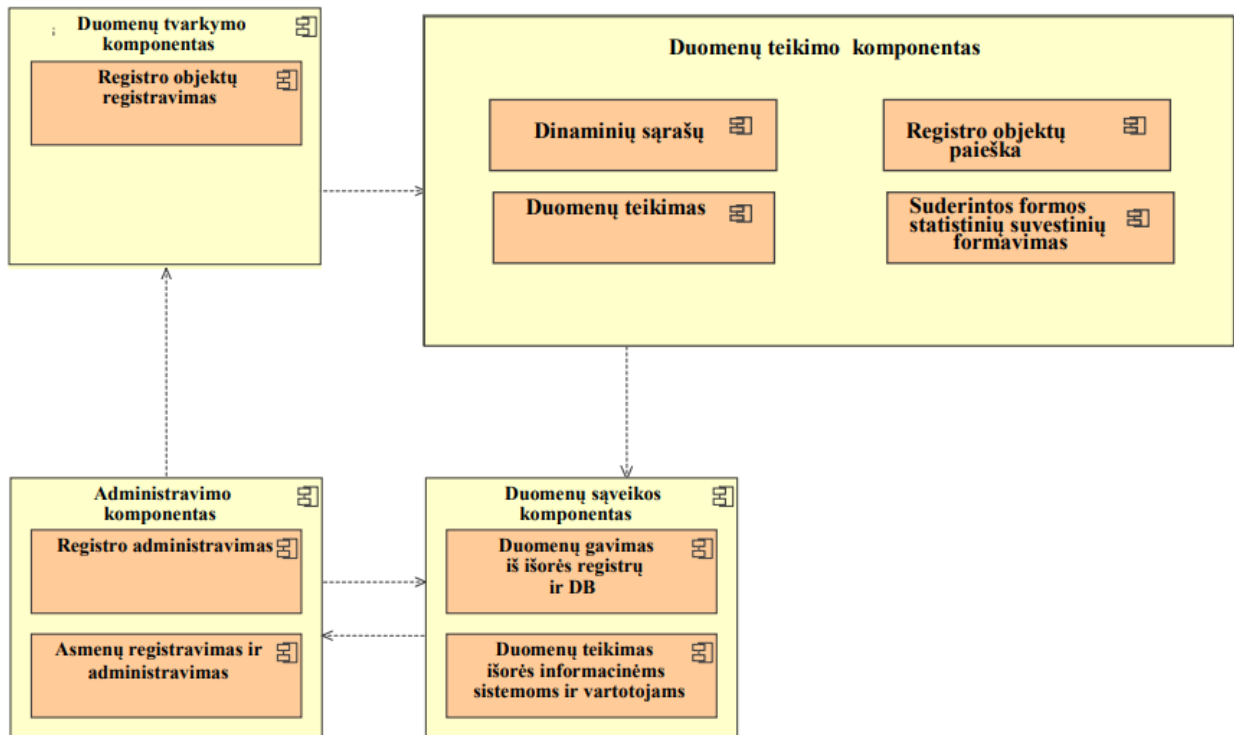 Duomenų tvarkymo
komponentas
Registro objektų
registravimas
Duomenų teikimo komponentas
Dinaminių sąrašų
Registro objektų
paieška
Duomenų teikimas
Suderintos formos
statistinių suvestinių
formavimas
Administravimo
komponentas
Registro administravimas
Asmenų registravimas ir
administravimas
Duomenų sąveikos
komponentas
Duomenų gavimas
iš išorės registrų
ir DB
Duomenų teikimas
išorės informacinėms
sistemoms ir vartotojams